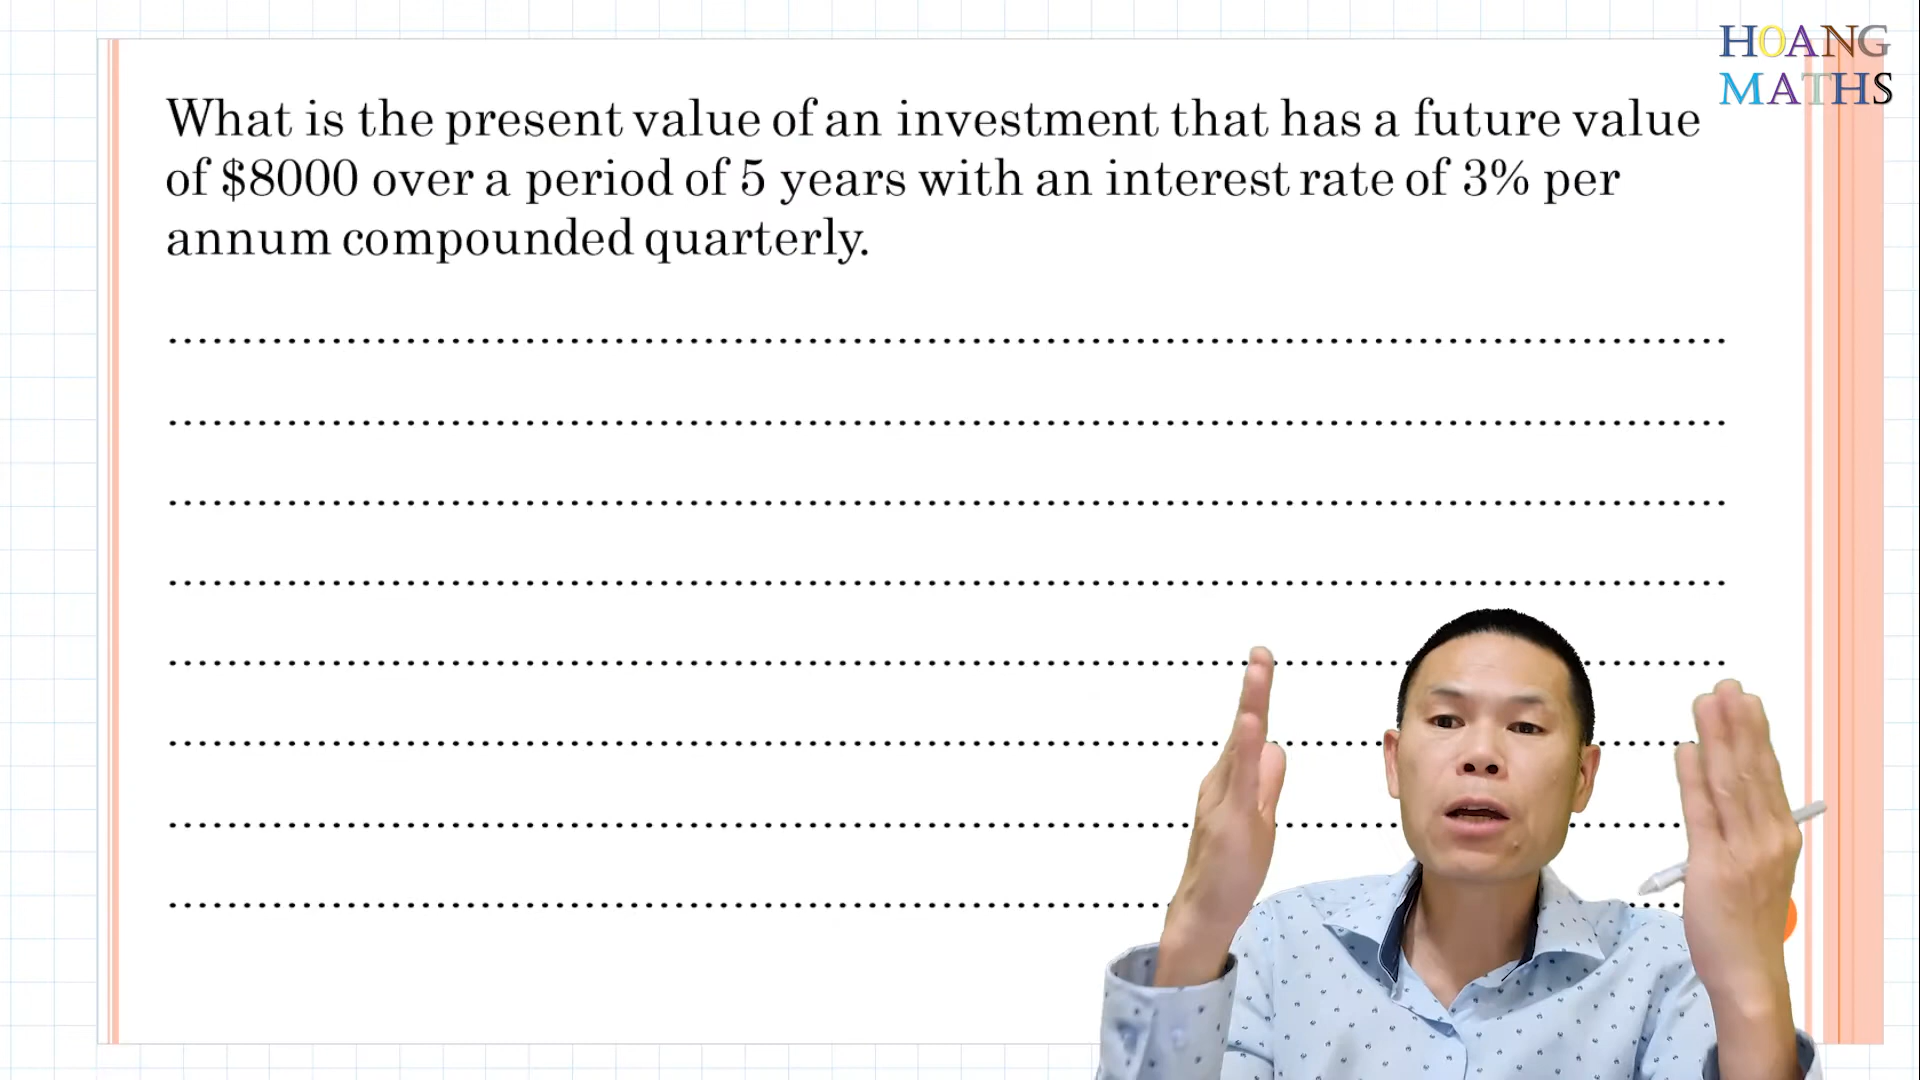 HOANG
MATHS
What is the present value of an investment that has a future value
of $8000 over a period of 5 years with an interest rate of 3% per
annum compounded quarterly.